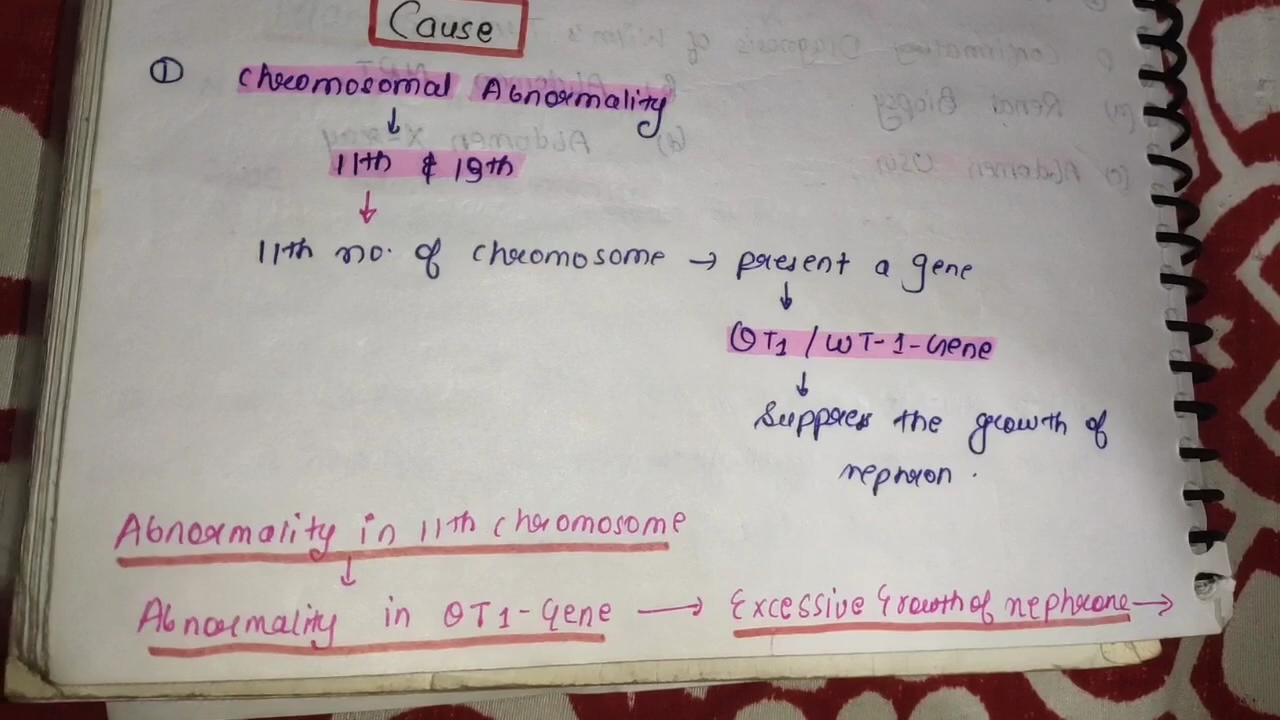 Cause
① Chromosomal Abnormality
↓
11th & 19th
↓
11th no. of chromosome → present a gene
↓
OT1 / WT-1-Gene
↓
Suppress the growth of
nephron.
Abnormality in 11th chromosome
↓
Abnormality in OT1-Gene → Excessive Growth of nephrone →